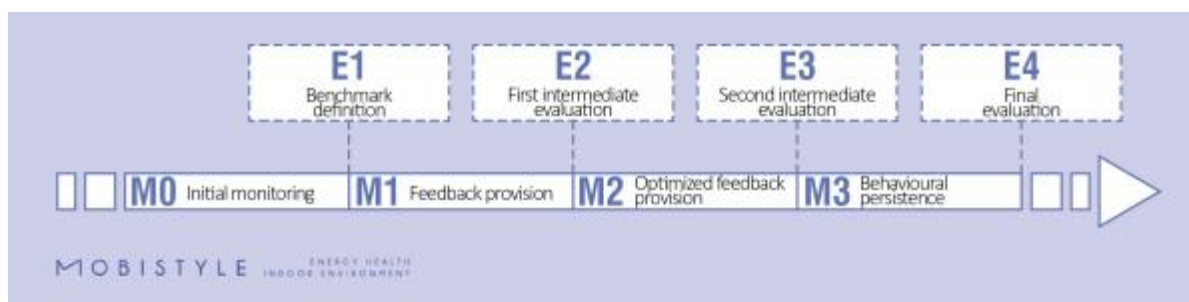 E1
Benchmark
definition
E2
First intermediate
evaluation
E3
Second intermediate
evaluation
E4
Final
evaluation
M0 Initial monitoring
M1 Feedback provision
M2 Optimized feedback
provision
M3 Behavioural
persistence
MOBISTYLE
ENERGY HEALTH
INDOOR ENVIRONMENT